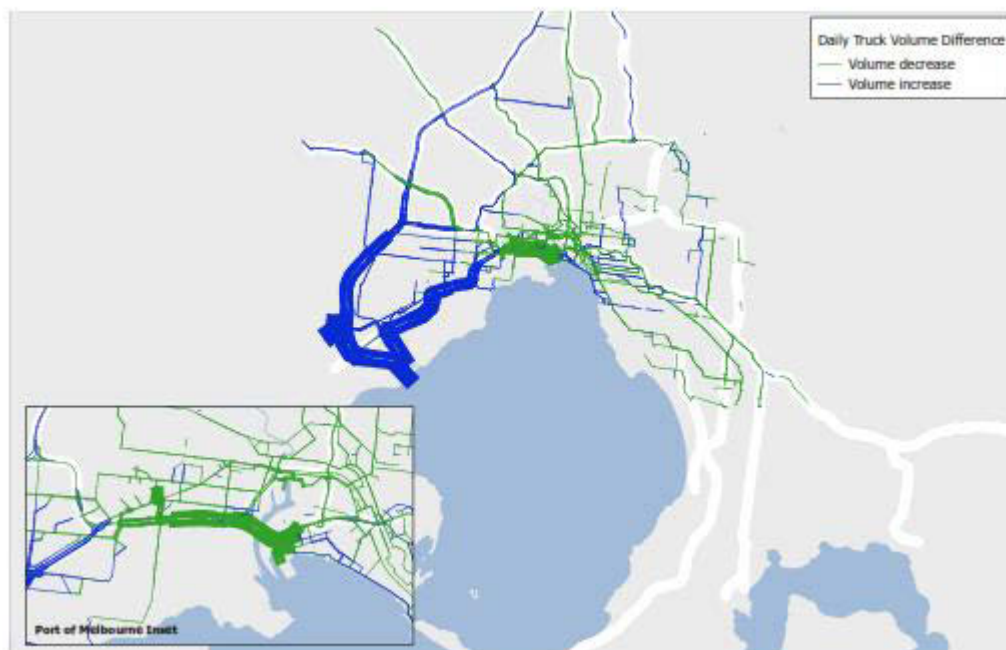 Daily Truck Volume Difference
Volume decrease
Volume increase
Port of Melbourne Inset